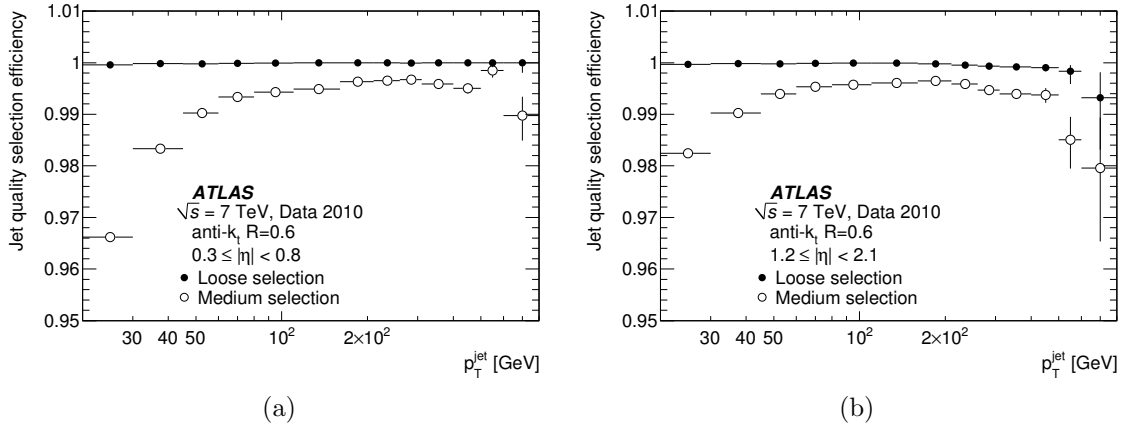 Jet quality selection efficiency
1.01
1
0.99
0.98
0.97
0.96
0.95
ATLAS
√s = 7 TeV, Data 2010
anti-k_t R=0.6
0.3 ≤ |η| < 0.8
Loose selection
Medium selection
30 40 50 10² 2×10²
p_T^jet [GeV]
(a)
Jet quality selection efficiency
1.01
1
0.99
0.98
0.97
0.96
0.95
ATLAS
√s = 7 TeV, Data 2010
anti-k_t R=0.6
1.2 ≤ |η| < 2.1
Loose selection
Medium selection
30 40 50 10² 2×10²
p_T^jet [GeV]
(b)